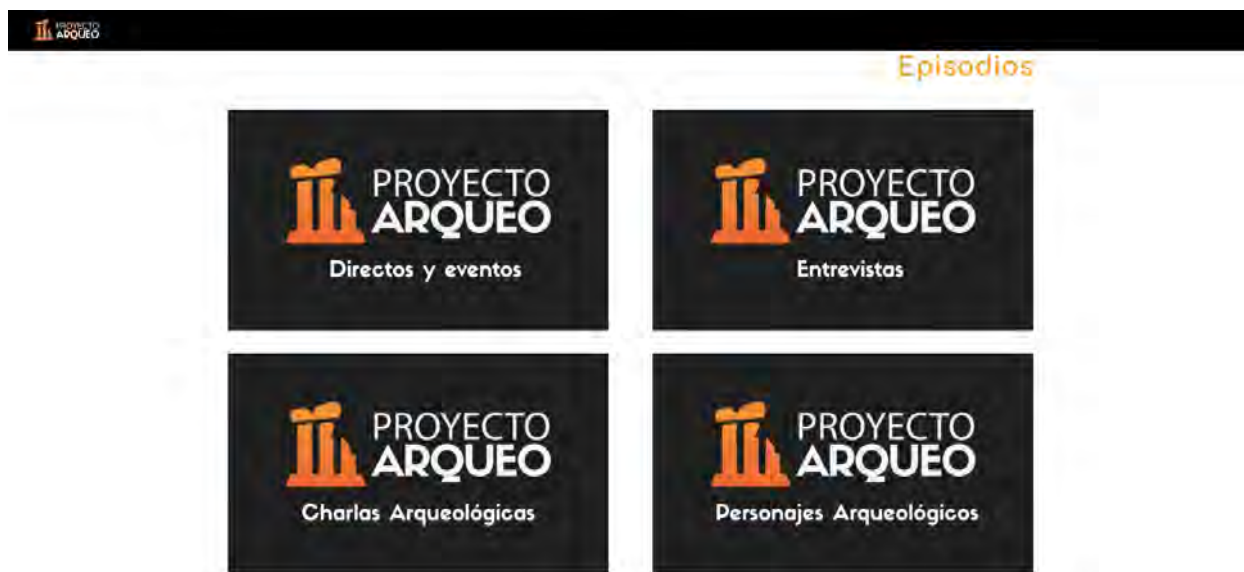 PROYECTO
ARQUEO
Episodios
PROYECTO
ARQUEO
Directos y eventos
PROYECTO
ARQUEO
Entrevistas
PROYECTO
ARQUEO
Charlas Arqueológicas
PROYECTO
ARQUEO
Personajes Arqueológicos